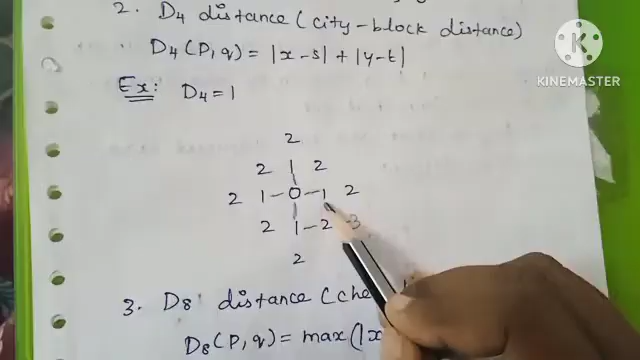 2. D4 distance (city-block distance)
D4(P,q) = |x-s| + |y-t|
Ex: D4=1
2
2 1 2
2 1-0-1 2
2 1-2 3
2
3. D8 distance (che
D8(P,q) = max(|x
K
KINEMASTER